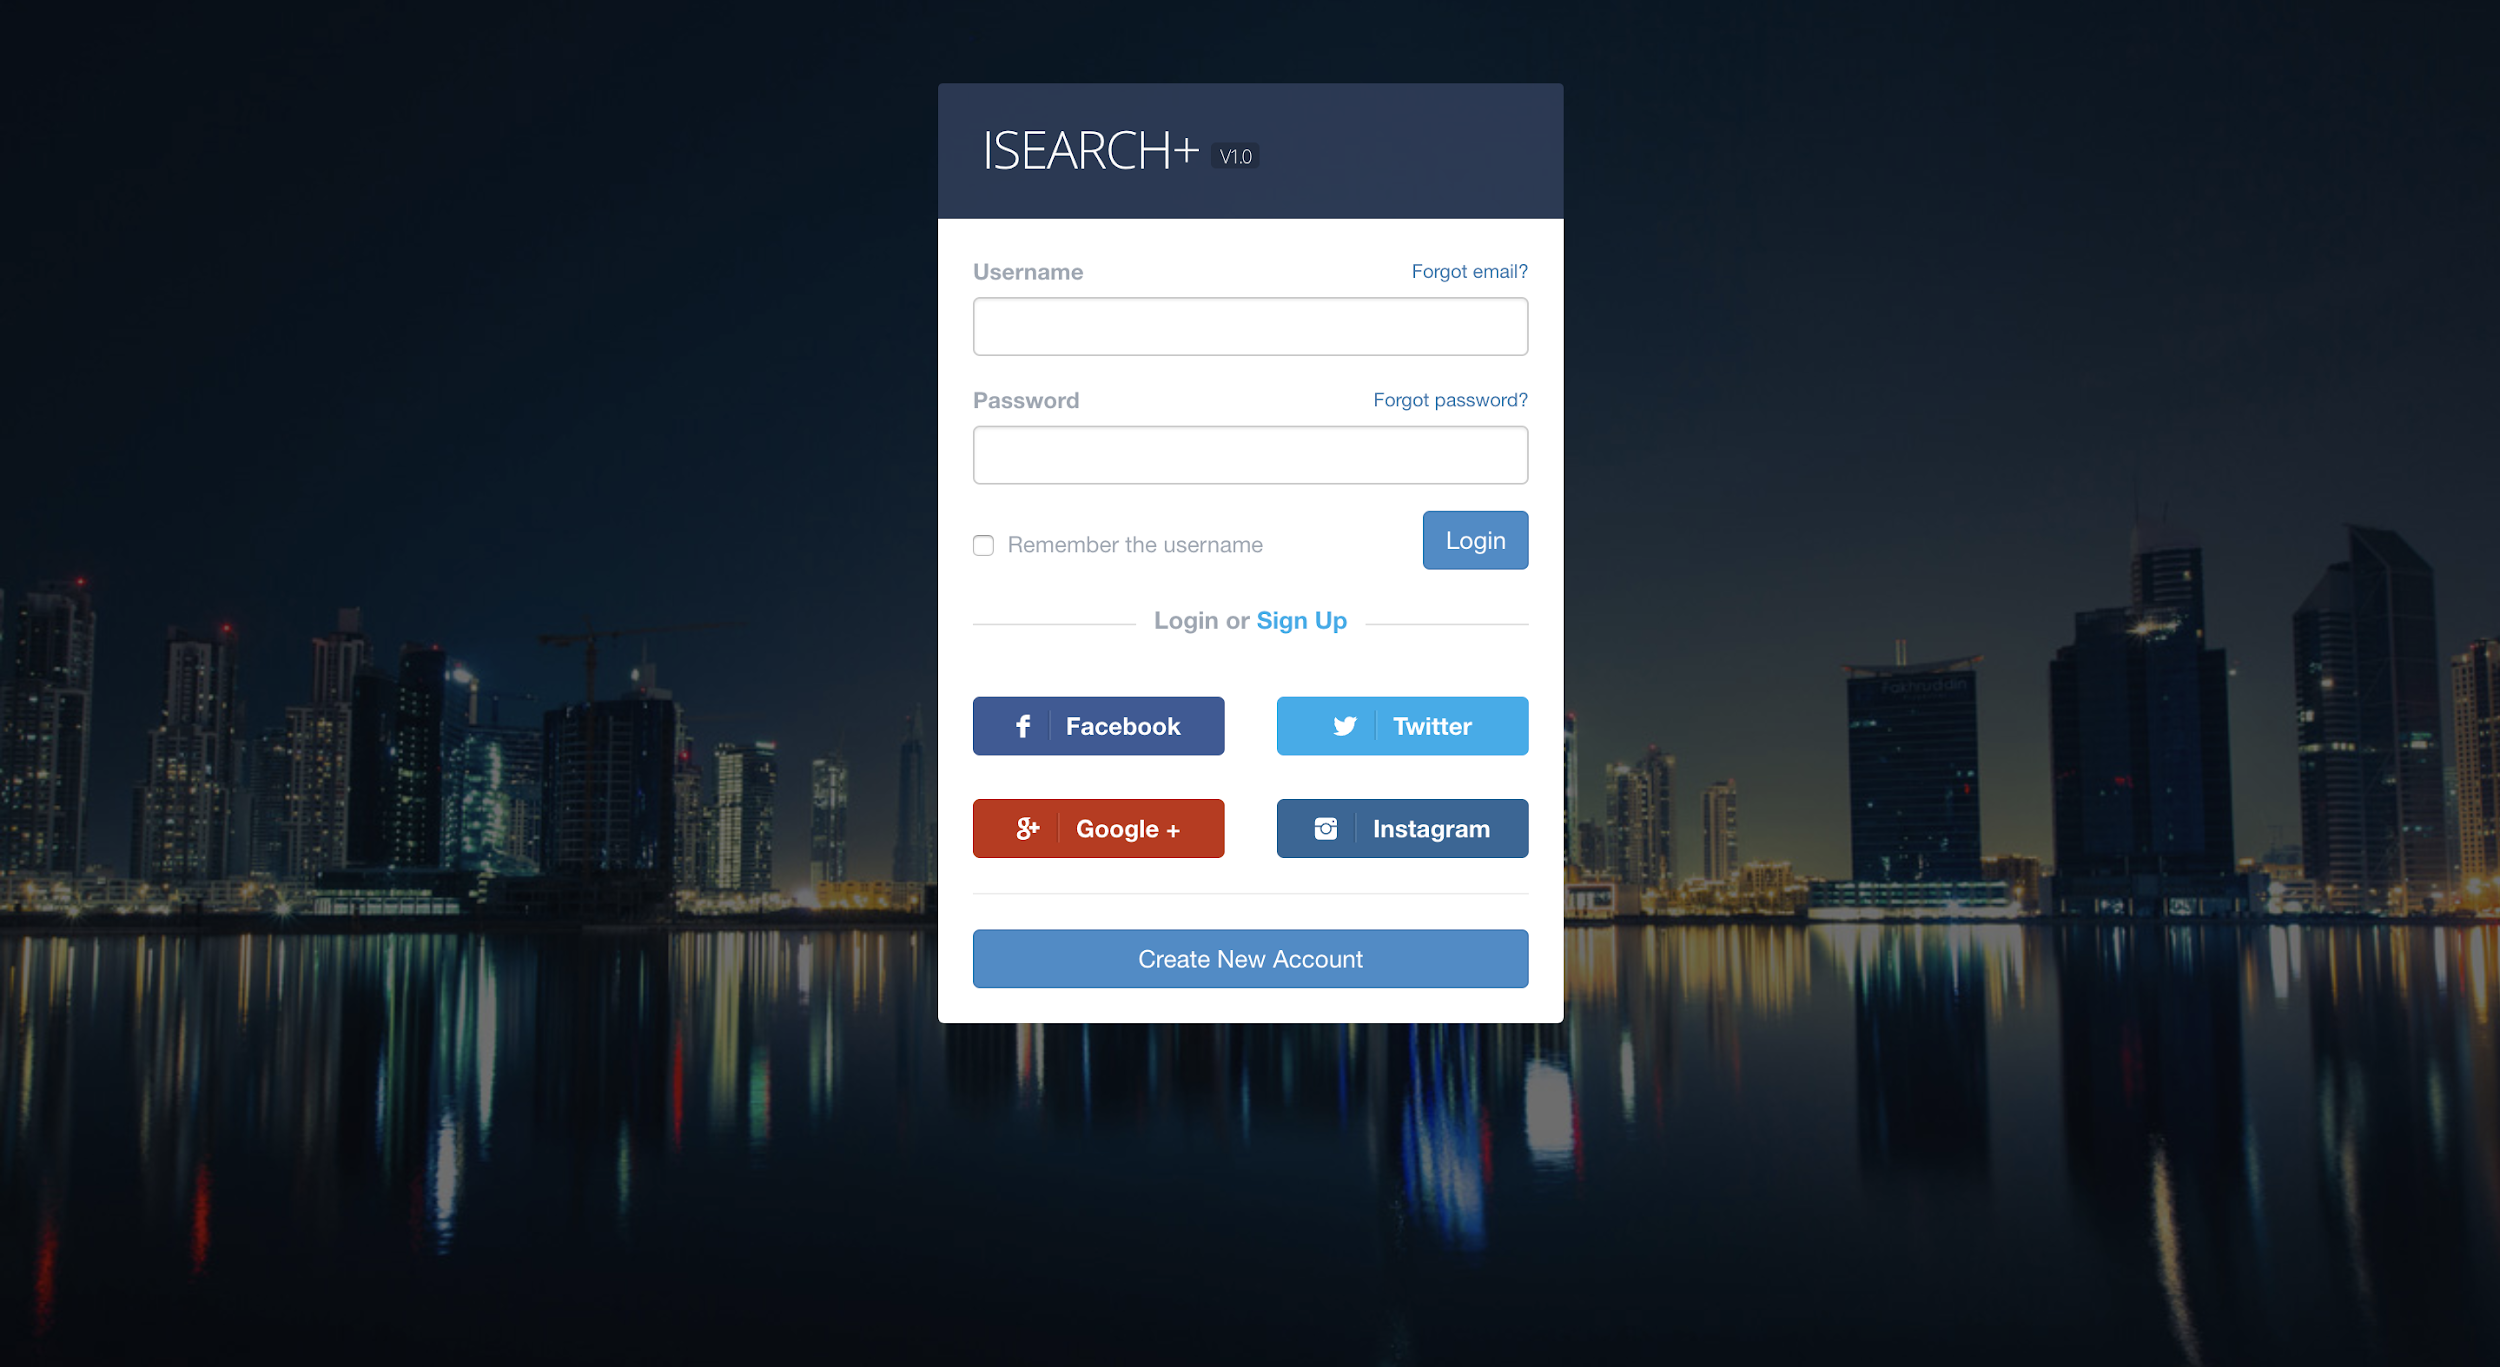 ISEARCH+ V1.0
Username Forgot email?
Password Forgot password?
Remember the username Login
Login or Sign Up
Facebook Twitter
Google + Instagram
Create New Account
Fakhruddin